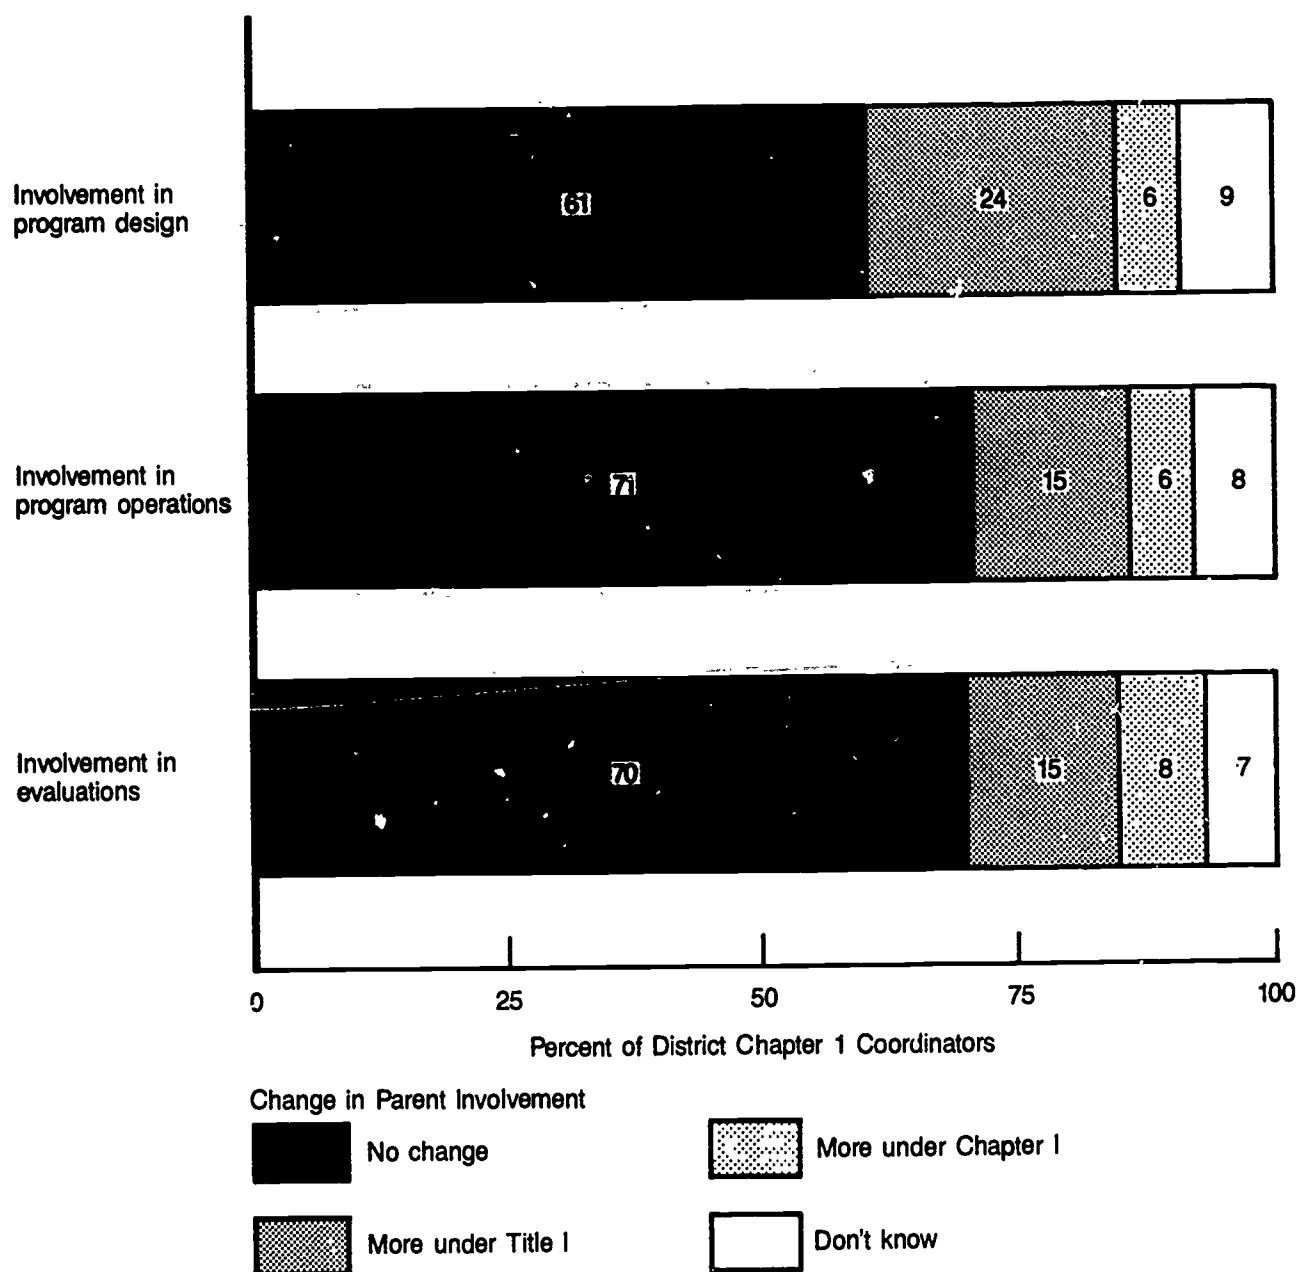 Involvement in
program design
61
24
6
9
Involvement in
program operations
71
15
6
8
Involvement in
evaluations
70
15
8
7
0
25
50
75
100
Percent of District Chapter 1 Coordinators
Change in Parent Involvement
No change
More under Chapter I
More under Title I
Don't know